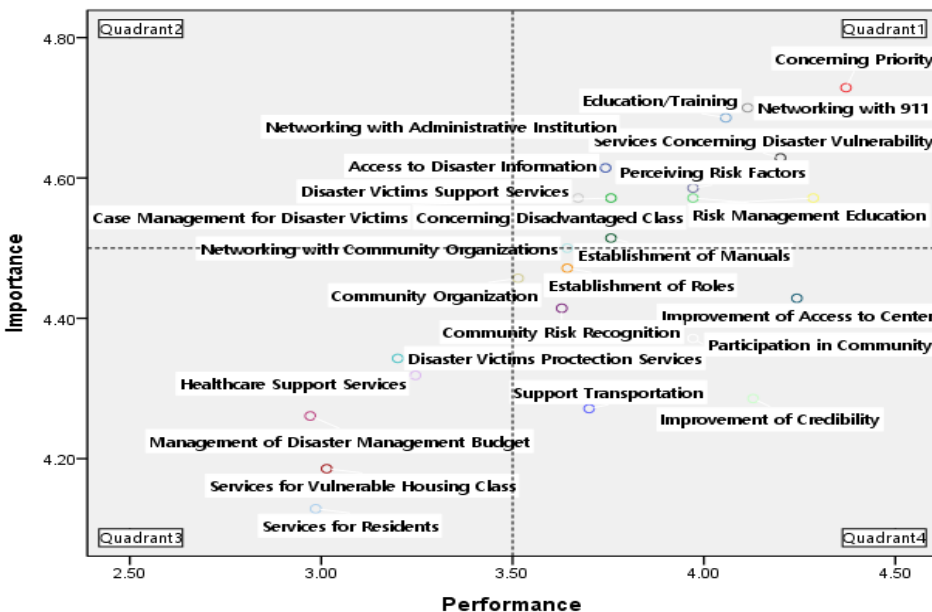 Quadrant2
Quadrant1
4.80
Concerning Priority
Education/Training
Networking with 911
Networking with Administrative Institution
Services Concerning Disaster Vulnerability
Access to Disaster Information
Perceiving Risk Factors
4.60
Disaster Victims Support Services
Case Management for Disaster Victims
Concerning Disadvantaged Class
Risk Management Education
Networking with Community Organizations
Establishment of Manuals
Establishment of Roles
Community Organization
4.40
Improvement of Access to Center
Community Risk Recognition
Participation in Community
Disaster Victims Proctection Services
Healthcare Support Services
Support Transportation
Improvement of Credibility
Management of Disaster Management Budget
4.20
Services for Vulnerable Housing Class
Services for Residents
Quadrant3
Quadrant4
2.50
3.00
3.50
4.00
4.50
Importance
Performance